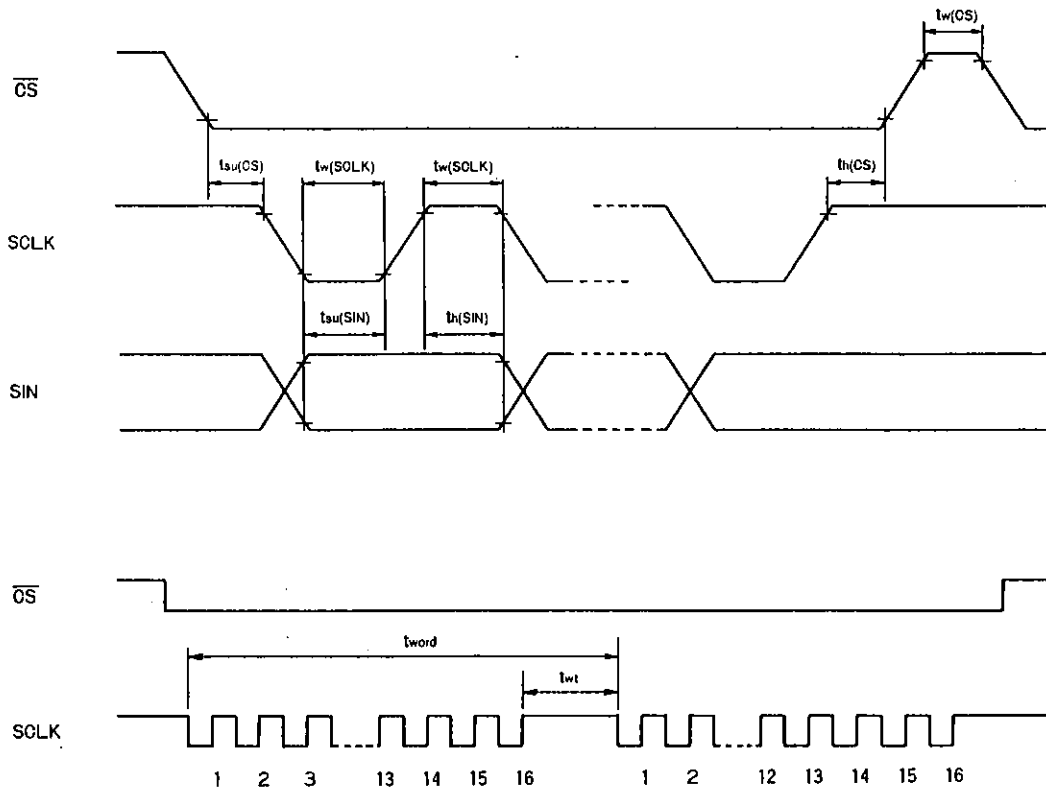 tw(CS)
CS
tsu(CS) tw(SCLK) tw(SCLK) th(CS)
SCLK
tsu(SIN) th(SIN)
SIN
CS
tword
twt
SCLK
1 2 3 13 14 15 16 1 2 12 13 14 15 16